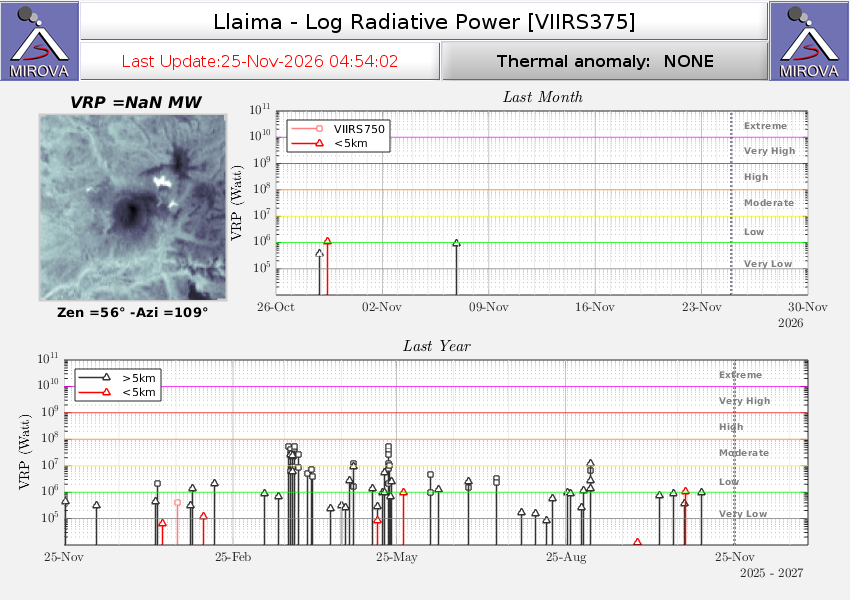 Llaima - Log Radiative Power [VIIRS375]
MIROVA
Last Update:25-Nov-2026 04:54:02
Thermal anomaly: NONE
MIROVA
VRP =NaN MW
Zen =56° -Azi =109°
Last Month
VRP (Watt)
10^11
10^10
10^9
10^8
10^7
10^6
10^5
VIIRS750
<5km
Extreme
Very High
High
Moderate
Low
Very Low
26-Oct
02-Nov
09-Nov
16-Nov
23-Nov
30-Nov
2026
Last Year
VRP (Watt)
10^11
10^10
10^9
10^8
10^7
10^6
10^5
>5km
<5km
Extreme
Very High
High
Moderate
Low
Very Low
25-Nov
25-Feb
25-May
25-Aug
25-Nov
2025 - 2027